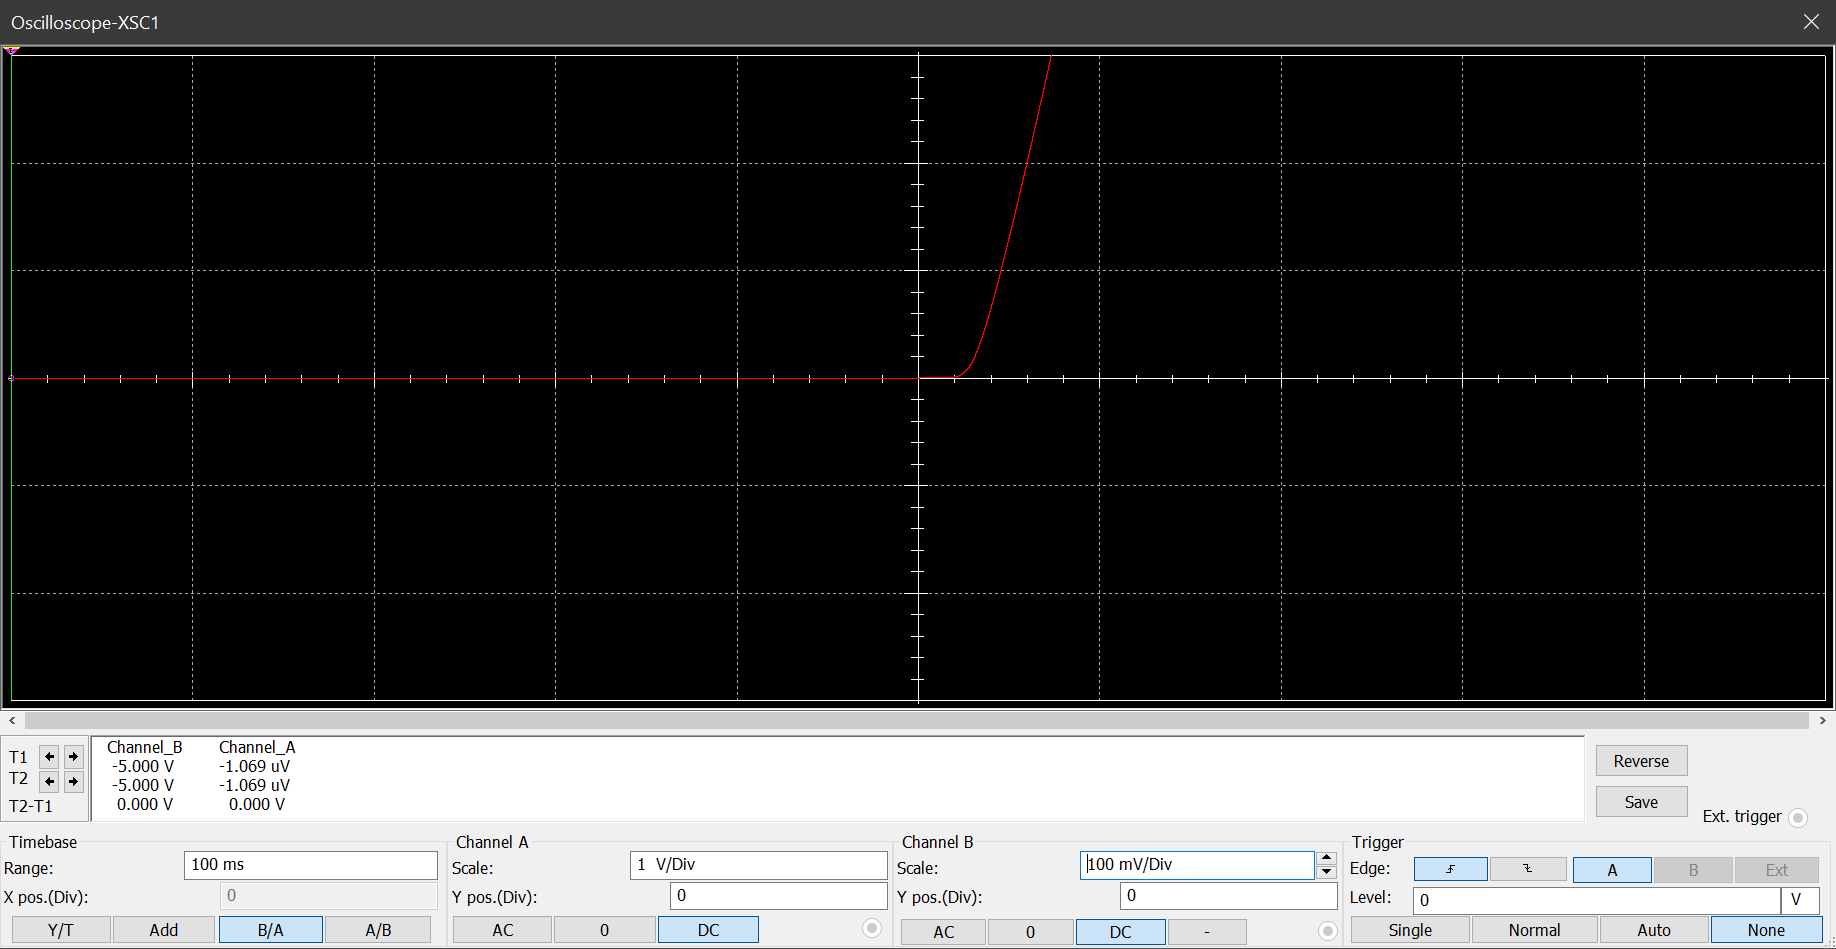 Oscilloscope-XSC1
T1
T2
T2-T1
Channel_B Channel_A
-5.000 V -1.069 uV
-5.000 V -1.069 uV
0.000 V 0.000 V
Reverse
Save
Ext. trigger
Timebase
Range: 100 ms
X pos.(Div): 0
Y/T Add B/A A/B
Channel A
Scale: 1 V/Div
Y pos.(Div): 0
AC 0 DC
Channel B
Scale: 100 mV/Div
Y pos.(Div): 0
AC 0 DC -
Trigger
Edge: A B Ext
Level: 0 V
Single Normal Auto None